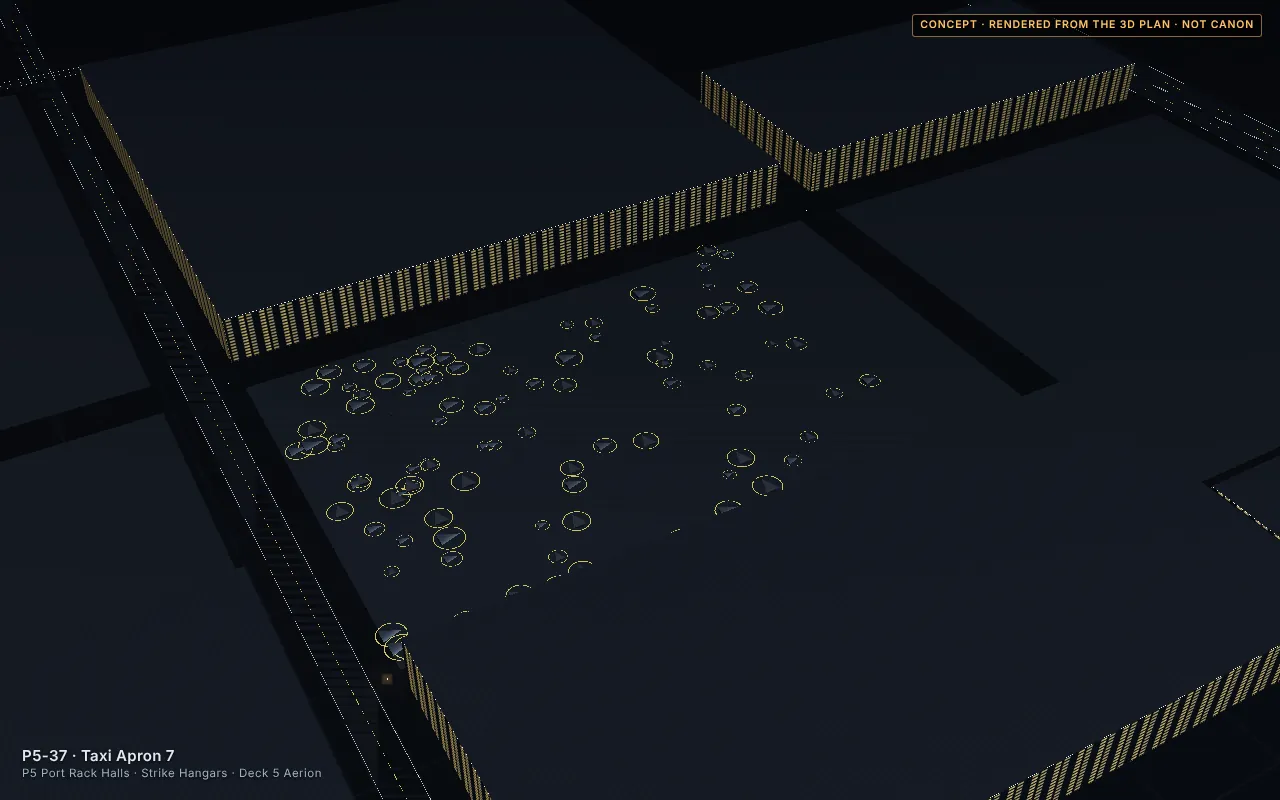 CONCEPT · RENDERED FROM THE 3D PLAN · NOT CANON
P5-37 · Taxi Apron 7
P5 Port Rack Halls · Strike Hangars · Deck 5 Aerion